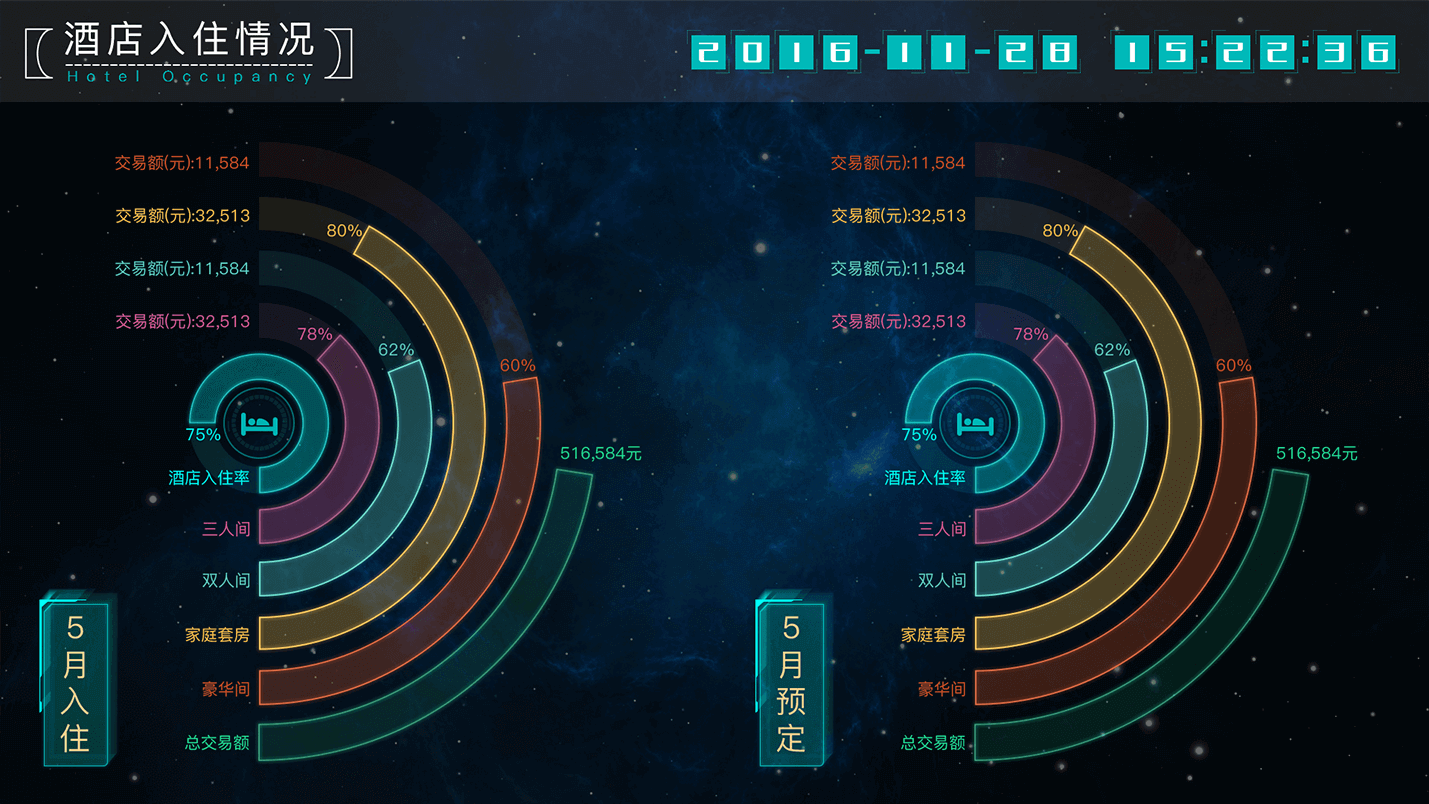 酒店入住情况
Hotel Occupancy
2016-11-28 15:22:36
交易额(元):11,584
交易额(元):32,513
80%
交易额(元):11,584
交易额(元):32,513
78%
62%
60%
75%
516,584元
酒店入住率
三人间
双人间
家庭套房
豪华间
总交易额
5月入住
交易额(元):11,584
交易额(元):32,513
80%
交易额(元):11,584
交易额(元):32,513
78%
62%
60%
75%
516,584元
酒店入住率
三人间
双人间
家庭套房
豪华间
总交易额
5月预定